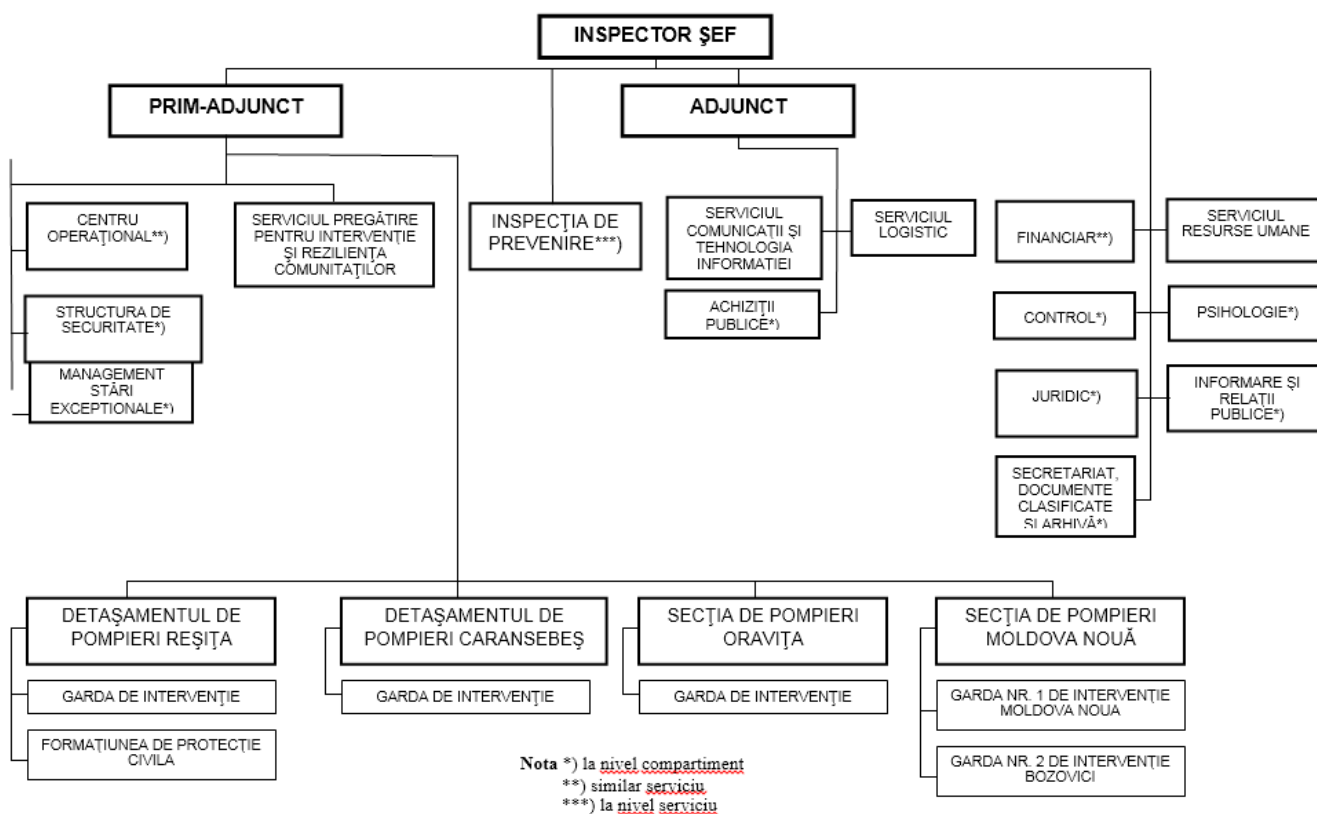 INSPECTOR ŞEF
PRIM-ADJUNCT
ADJUNCT
CENTRU
OPERAŢIONAL**)
SERVICIUL PREGĂTIRE
PENTRU INTERVENŢIE
ŞI REZILIENŢA
COMUNITAŢILOR
INSPECŢIA DE
PREVENIRE***)
SERVICIUL
COMUNICAŢII ŞI
TEHNOLOGIA
INFORMAŢIEI
SERVICIUL
LOGISTIC
FINANCIAR**)
SERVICIUL
RESURSE UMANE
STRUCTURA DE
SECURITATE*)
ACHIZIŢII
PUBLICE*)
CONTROL*)
PSIHOLOGIE*)
MANAGEMENT
STĂRI
EXCEPTIONALE*)
JURIDIC*)
INFORMARE ŞI
RELAŢII
PUBLICE*)
SECRETARIAT,
DOCUMENTE
CLASIFICATE
SI ARHIVĂ*)
DETAŞAMENTUL DE
POMPIERI REŞIŢA
DETAŞAMENTUL DE
POMPIERI CARANSEBEŞ
SECŢIA DE POMPIERI
ORAVIŢA
SECŢIA DE POMPIERI
MOLDOVA NOUĂ
GARDA DE INTERVENŢIE
GARDA DE INTERVENŢIE
GARDA DE INTERVENŢIE
GARDA NR. 1 DE INTERVENŢIE
MOLDOVA NOUA
FORMAŢIUNEA DE PROTECŢIE
CIVILA
GARDA NR. 2 DE INTERVENŢIE
BOZOVICI
Nota *) la nivel compartiment
**) similar serviciu
***) la nivel serviciu